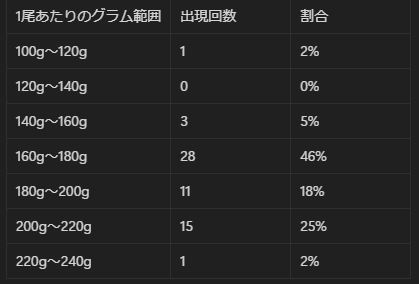 1尾あたりのグラム範囲 出現回数 割合
100g～120g 1 2%
120g～140g 0 0%
140g～160g 3 5%
160g～180g 28 46%
180g～200g 11 18%
200g～220g 15 25%
220g～240g 1 2%